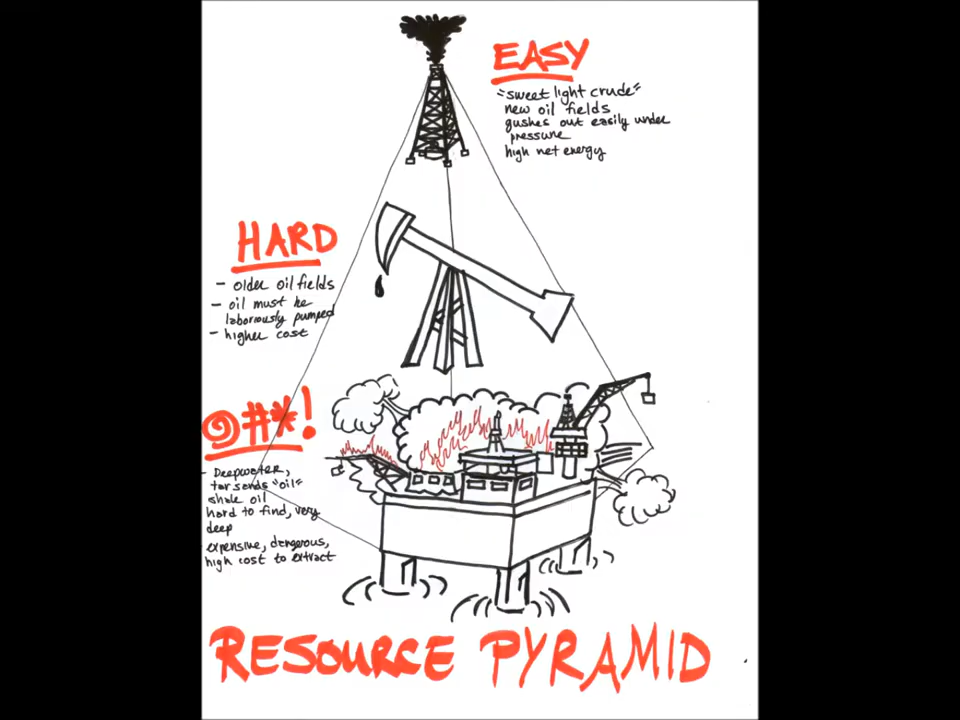 EASY
"sweet light crude"
new oil fields
gushes out easily under
pressure
high net energy
HARD
- older oil fields
- oil must be
laboriously pumped
- higher cost
@##*!
- Deepwater,
tar sands "oil"
shale oil
hard to find, very
deep
- expensive, dangerous,
high cost to extract
RESOURCE PYRAMID